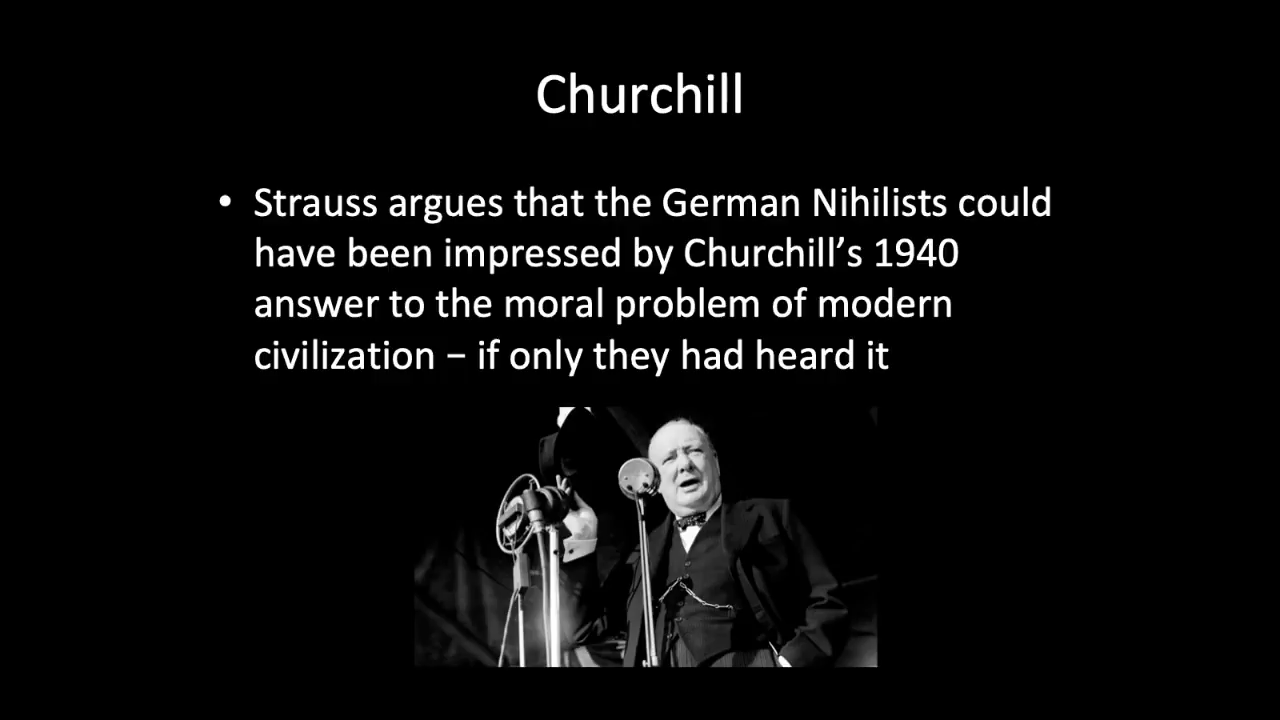 Churchill
• Strauss argues that the German Nihilists could
have been impressed by Churchill’s 1940
answer to the moral problem of modern
civilization – if only they had heard it